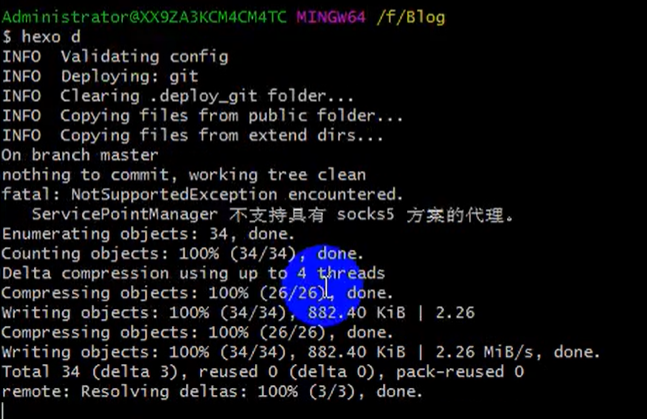 Administrator@XX9ZA3KCM4CM4TC MINGW64 /f/Blog
$ hexo d
INFO  Validating config
INFO  Deploying: git
INFO  Clearing .deploy_git folder...
INFO  Copying files from public folder...
INFO  Copying files from extend dirs...
On branch master
nothing to commit, working tree clean
fatal: NotSupportedException encountered.
   ServicePointManager 不支持具有 socks5 方案的代理。
Enumerating objects: 34, done.
Counting objects: 100% (34/34), done.
Delta compression using up to 4 threads
Compressing objects: 100% (26/26), done.
Writing objects: 100% (34/34), 882.40 KiB | 2.26
Compressing objects: 100% (26/26), done.
Writing objects: 100% (34/34), 882.40 KiB | 2.26 MiB/s, done.
Total 34 (delta 3), reused 0 (delta 0), pack-reused 0
remote: Resolving deltas: 100% (3/3), done.